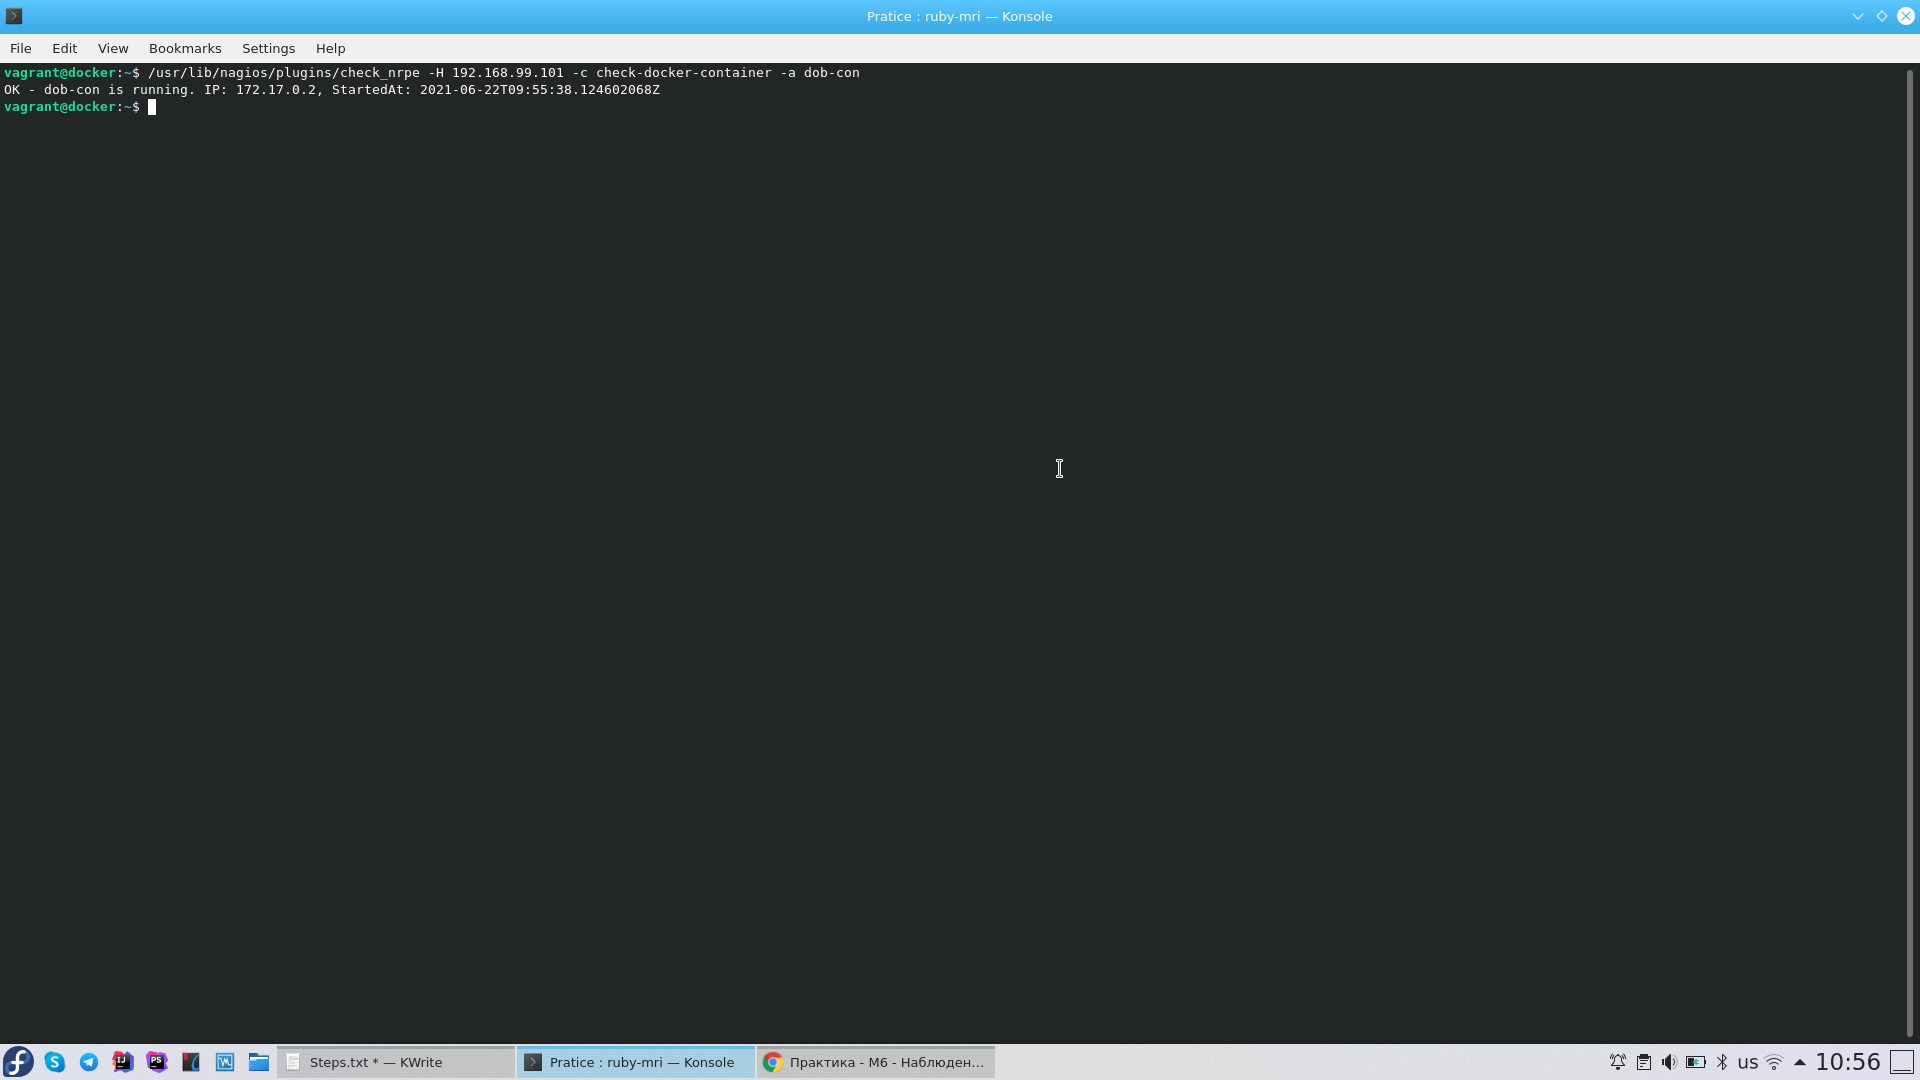 Pratice : ruby-mri — Konsole
File Edit View Bookmarks Settings Help
vagrant@docker:~$ /usr/lib/nagios/plugins/check_nrpe -H 192.168.99.101 -c check-docker-container -a dob-con
OK - dob-con is running. IP: 172.17.0.2, StartedAt: 2021-06-22T09:55:38.124602068Z
vagrant@docker:~$
Steps.txt * — KWrite
Pratice : ruby-mri — Konsole
Практика - М6 - Наблюден...
us
10:56